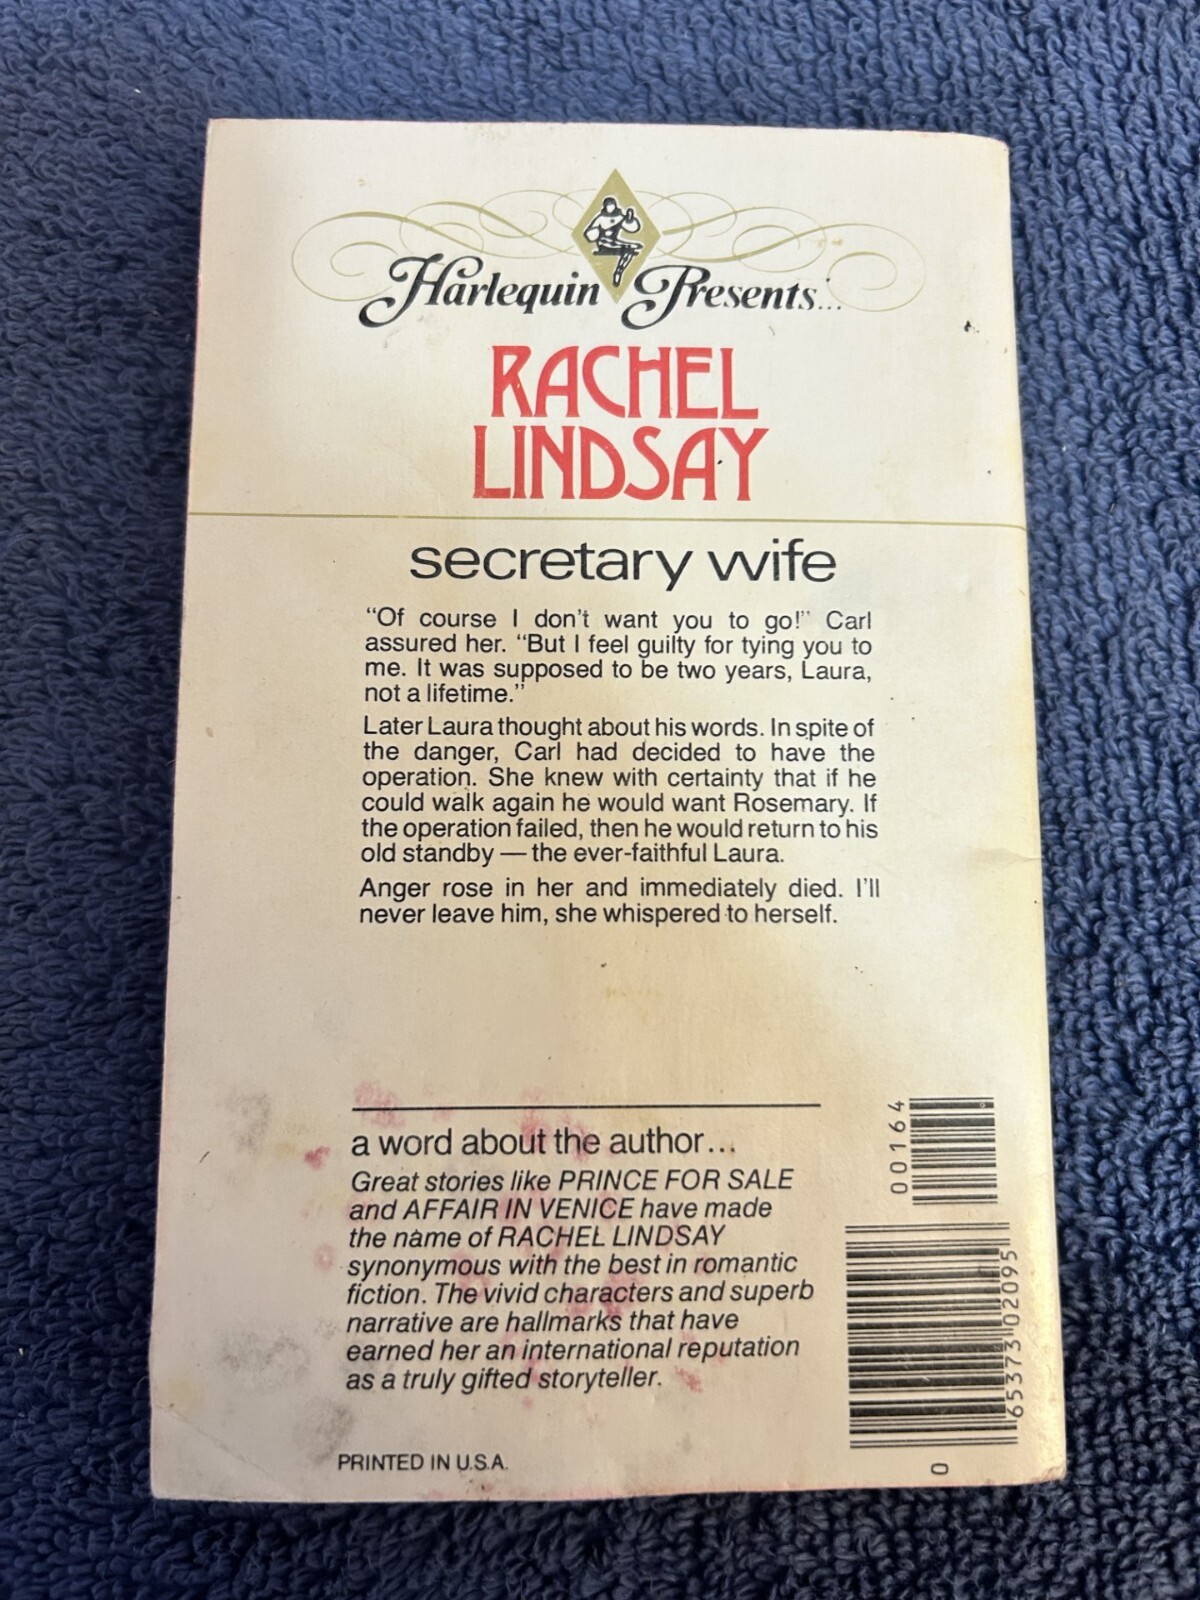 Harlequin Presents...
RACHEL
LINDSAY
secretary wife
“Of course I don’t want you to go!” Carl
assured her. “But I feel guilty for tying you to
me. It was supposed to be two years, Laura,
not a lifetime.”
Later Laura thought about his words. In spite of
the danger, Carl had decided to have the
operation. She knew with certainty that if he
could walk again he would want Rosemary. If
the operation failed, then he would return to his
old standby — the ever-faithful Laura.
Anger rose in her and immediately died. I’ll
never leave him, she whispered to herself.
a word about the author...
Great stories like PRINCE FOR SALE
and AFFAIR IN VENICE have made
the name of RACHEL LINDSAY
synonymous with the best in romantic
fiction. The vivid characters and superb
narrative are hallmarks that have
earned her an international reputation
as a truly gifted storyteller.
PRINTED IN U.S.A.
00164
0 65373 02095